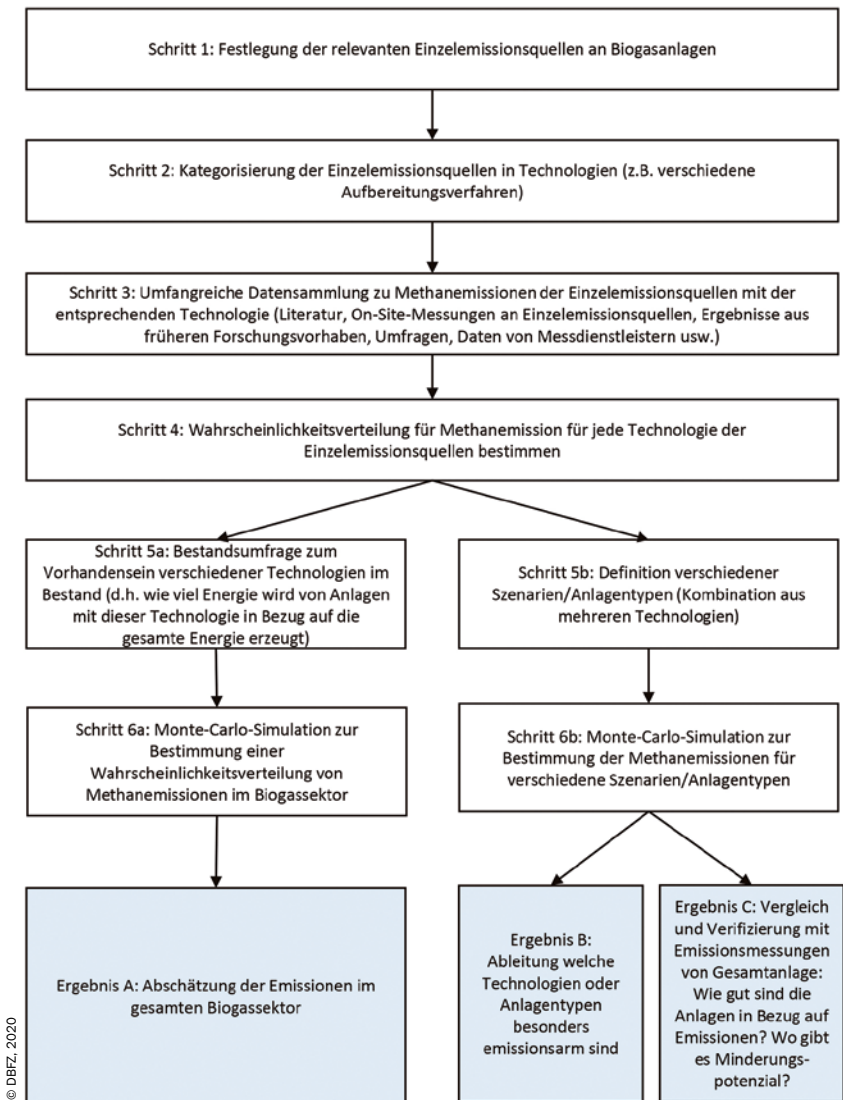 Schritt 1: Festlegung der relevanten Einzelemissionsquellen an Biogasanlagen
Schritt 2: Kategorisierung der Einzelemissionsquellen in Technologien (z.B. verschiedene
Aufbereitungsverfahren)
Schritt 3: Umfangreiche Datensammlung zu Methanemissionen der Einzelemissionsquellen mit der
entsprechenden Technologie (Literatur, On-Site-Messungen an Einzelemissionsquellen, Ergebnisse aus
früheren Forschungsvorhaben, Umfragen, Daten von Messdienstleistern usw.)
Schritt 4: Wahrscheinlichkeitsverteilung für Methanemission für jede Technologie der
Einzelemissionsquellen bestimmen
Schritt 5a: Bestandsumfrage zum
Vorhandensein verschiedener Technologien im
Bestand (d.h. wie viel Energie wird von Anlagen
mit dieser Technologie in Bezug auf die
gesamte Energie erzeugt)
Schritt 5b: Definition verschiedener
Szenarien/Anlagentypen (Kombination aus
mehreren Technologien)
Schritt 6a: Monte-Carlo-Simulation zur
Bestimmung einer
Wahrscheinlichkeitsverteilung von
Methanemissionen im Biogassektor
Schritt 6b: Monte-Carlo-Simulation zur
Bestimmung der Methanemissionen für
verschiedene Szenarien/Anlagentypen
Ergebnis A: Abschätzung der Emissionen im
gesamten Biogassektor
Ergebnis B:
Ableitung welche
Technologien oder
Anlagentypen
besonders
emissionsarm sind
Ergebnis C: Vergleich
und Verifizierung mit
Emissionsmessungen
von Gesamtanlage:
Wie gut sind die
Anlagen in Bezug auf
Emissionen? Wo gibt
es Minderungs-
potenzial?
© DBFZ, 2020